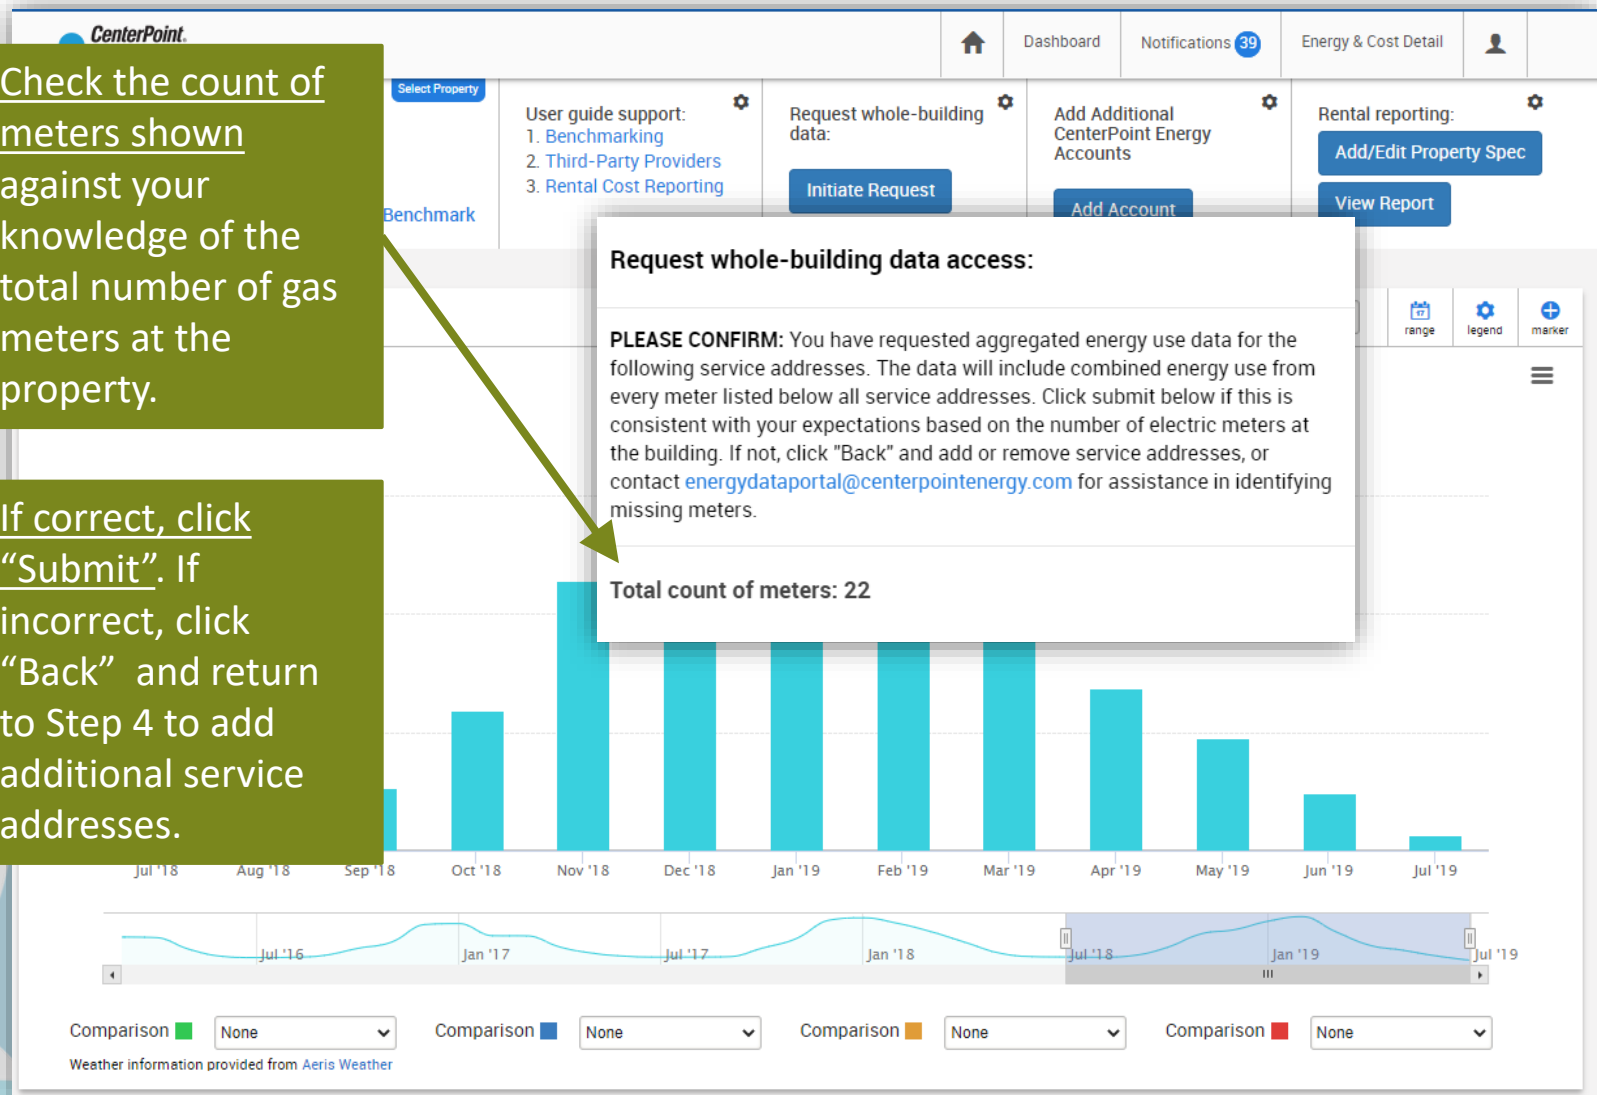 CenterPoint.
Dashboard
Notifications 39
Energy & Cost Detail
Check the count of
meters shown
against your
knowledge of the
total number of gas
meters at the
property.
Select Property
Benchmark
User guide support:
1. Benchmarking
2. Third-Party Providers
3. Rental Cost Reporting
Request whole-building
data:
Initiate Request
Add Additional
CenterPoint Energy
Accounts
Add Account
Rental reporting:
Add/Edit Property Spec
View Report
Request whole-building data access:
PLEASE CONFIRM: You have requested aggregated energy use data for the
following service addresses. The data will include combined energy use from
every meter listed below all service addresses. Click submit below if this is
consistent with your expectations based on the number of electric meters at
the building. If not, click "Back" and add or remove service addresses, or
contact energydataportal@centerpointenergy.com for assistance in identifying
missing meters.
Total count of meters: 22
17
range
legend
marker
If correct, click
“Submit”. If
incorrect, click
“Back”  and return
to Step 4 to add
additional service
addresses.
Jul '18
Aug '18
Sep '18
Oct '18
Nov '18
Dec '18
Jan '19
Feb '19
Mar '19
Apr '19
May '19
Jun '19
Jul '19
Jul '16
Jan '17
Jul '17
Jan '18
Jul '18
Jan '19
Jul '19
Comparison None
Comparison None
Comparison None
Comparison None
Weather information provided from Aeris Weather